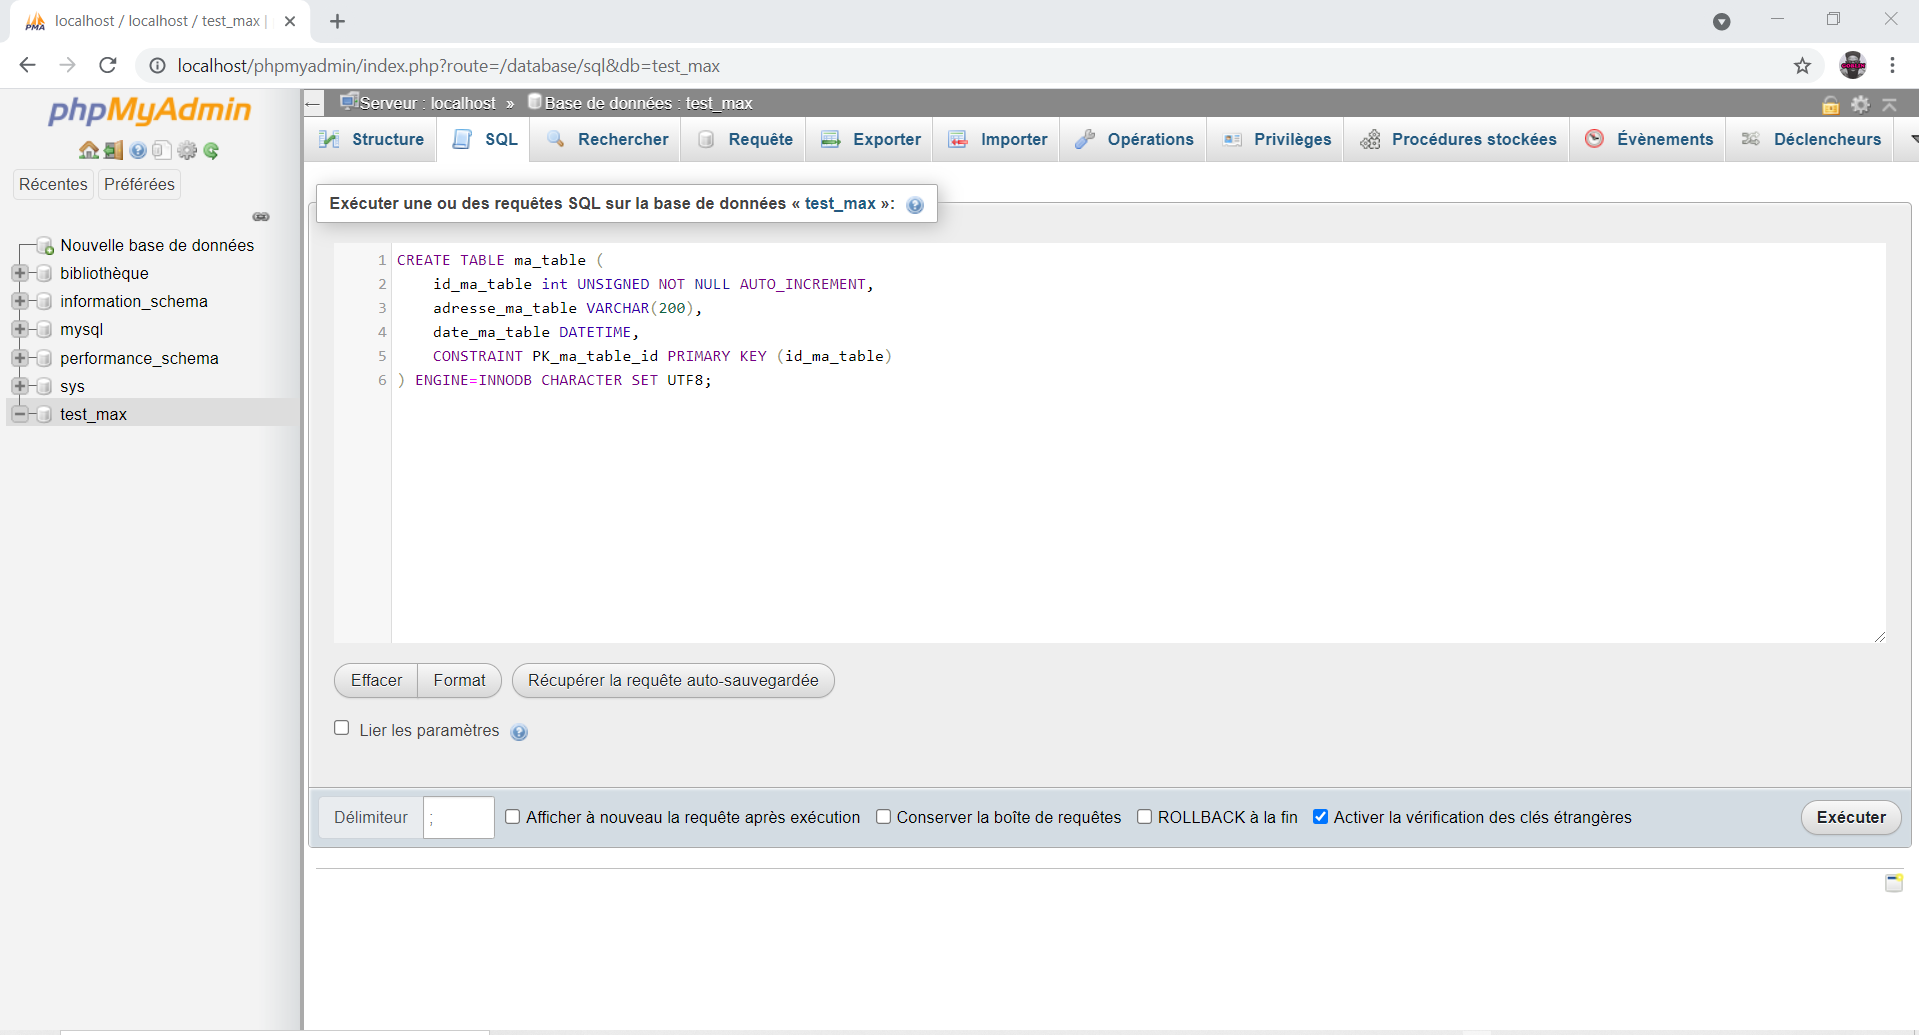 localhost / localhost / test_max |
localhost/phpmyadmin/index.php?route=/database/sql&db=test_max
phpMyAdmin
Récentes Préférées
Nouvelle base de données
bibliothèque
information_schema
mysql
performance_schema
sys
test_max
Serveur : localhost » Base de données : test_max
Structure SQL Rechercher Requête Exporter Importer Opérations Privilèges Procédures stockées Évènements Déclencheurs
Exécuter une ou des requêtes SQL sur la base de données « test_max »:
1 CREATE TABLE ma_table (
2 id_ma_table int UNSIGNED NOT NULL AUTO_INCREMENT,
3 adresse_ma_table VARCHAR(200),
4 date_ma_table DATETIME,
5 CONSTRAINT PK_ma_table_id PRIMARY KEY (id_ma_table)
6 ) ENGINE=INNODB CHARACTER SET UTF8;
Effacer Format Récupérer la requête auto-sauvegardée
Lier les paramètres
Délimiteur ; Afficher à nouveau la requête après exécution Conserver la boîte de requêtes ROLLBACK à la fin Activer la vérification des clés étrangères Exécuter